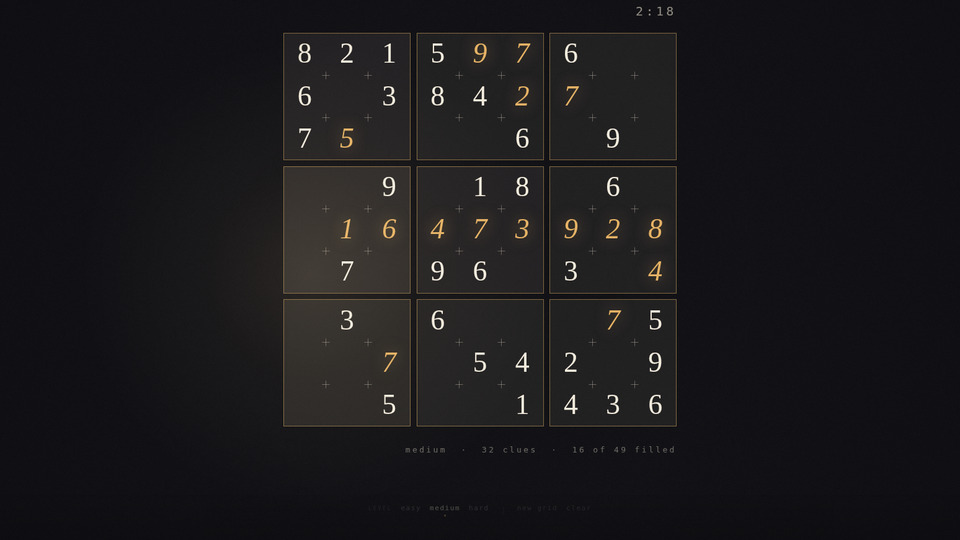 2:18
8 2 1 5 9 7 6
6 3 8 4 2 7
7 5 6 9
9 1 8 6
1 6 4 7 3 9 2 8
7 9 6 3 4
3 6 7 5
7 5 4 2 9
5 1 4 3 6
medium · 32 clues · 16 of 49 filled
easy medium hard new grid clear